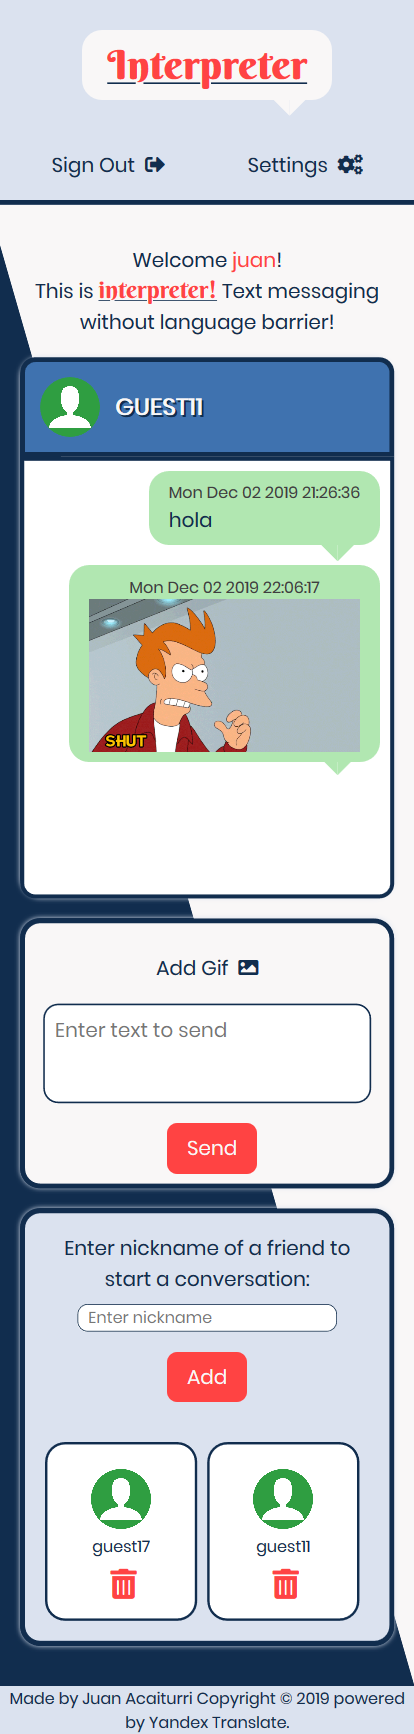 Interpreter
Sign Out
Settings
Welcome juan!
This is interpreter! Text messaging
without language barrier!
GUEST11
Mon Dec 02 2019 21:26:36
hola
Mon Dec 02 2019 22:06:17
SHUT
Add Gif
Enter text to send
Send
Enter nickname of a friend to
start a conversation:
Enter nickname
Add
guest17
guest11
Made by Juan Acaiturri Copyright © 2019 powered
by Yandex Translate.